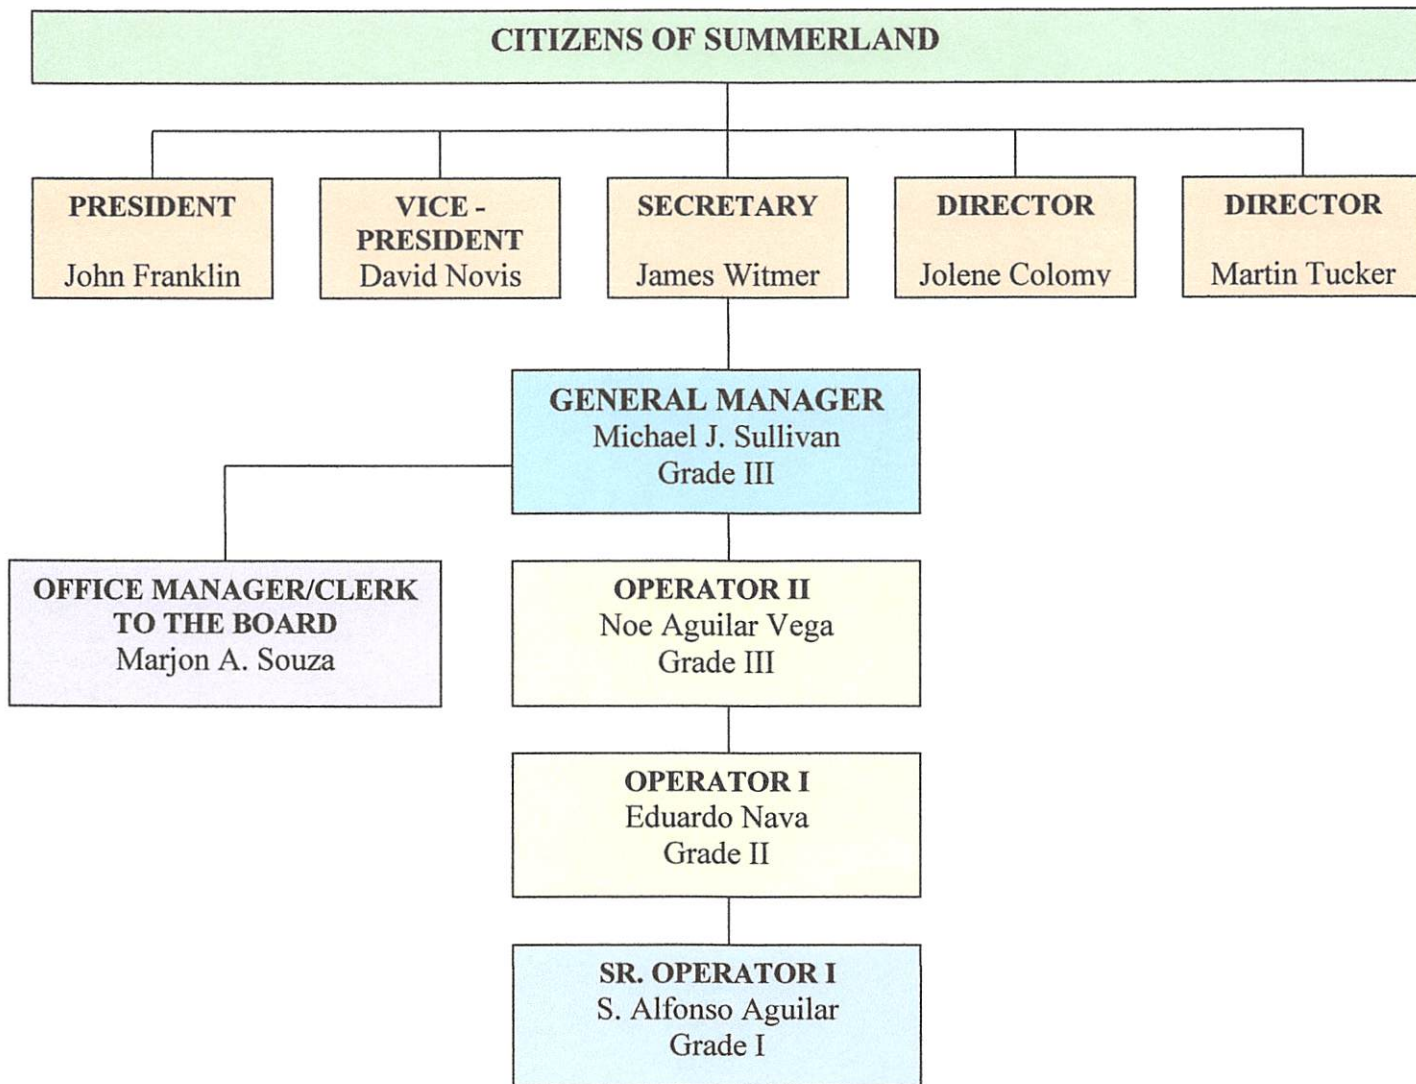 CITIZENS OF SUMMERLAND
PRESIDENT
John Franklin
VICE -
PRESIDENT
David Novis
SECRETARY
James Witmer
DIRECTOR
Jolene Colomy
DIRECTOR
Martin Tucker
GENERAL MANAGER
Michael J. Sullivan
Grade III
OFFICE MANAGER/CLERK
TO THE BOARD
Marjon A. Souza
OPERATOR II
Noe Aguilar Vega
Grade III
OPERATOR I
Eduardo Nava
Grade II
SR. OPERATOR I
S. Alfonso Aguilar
Grade I